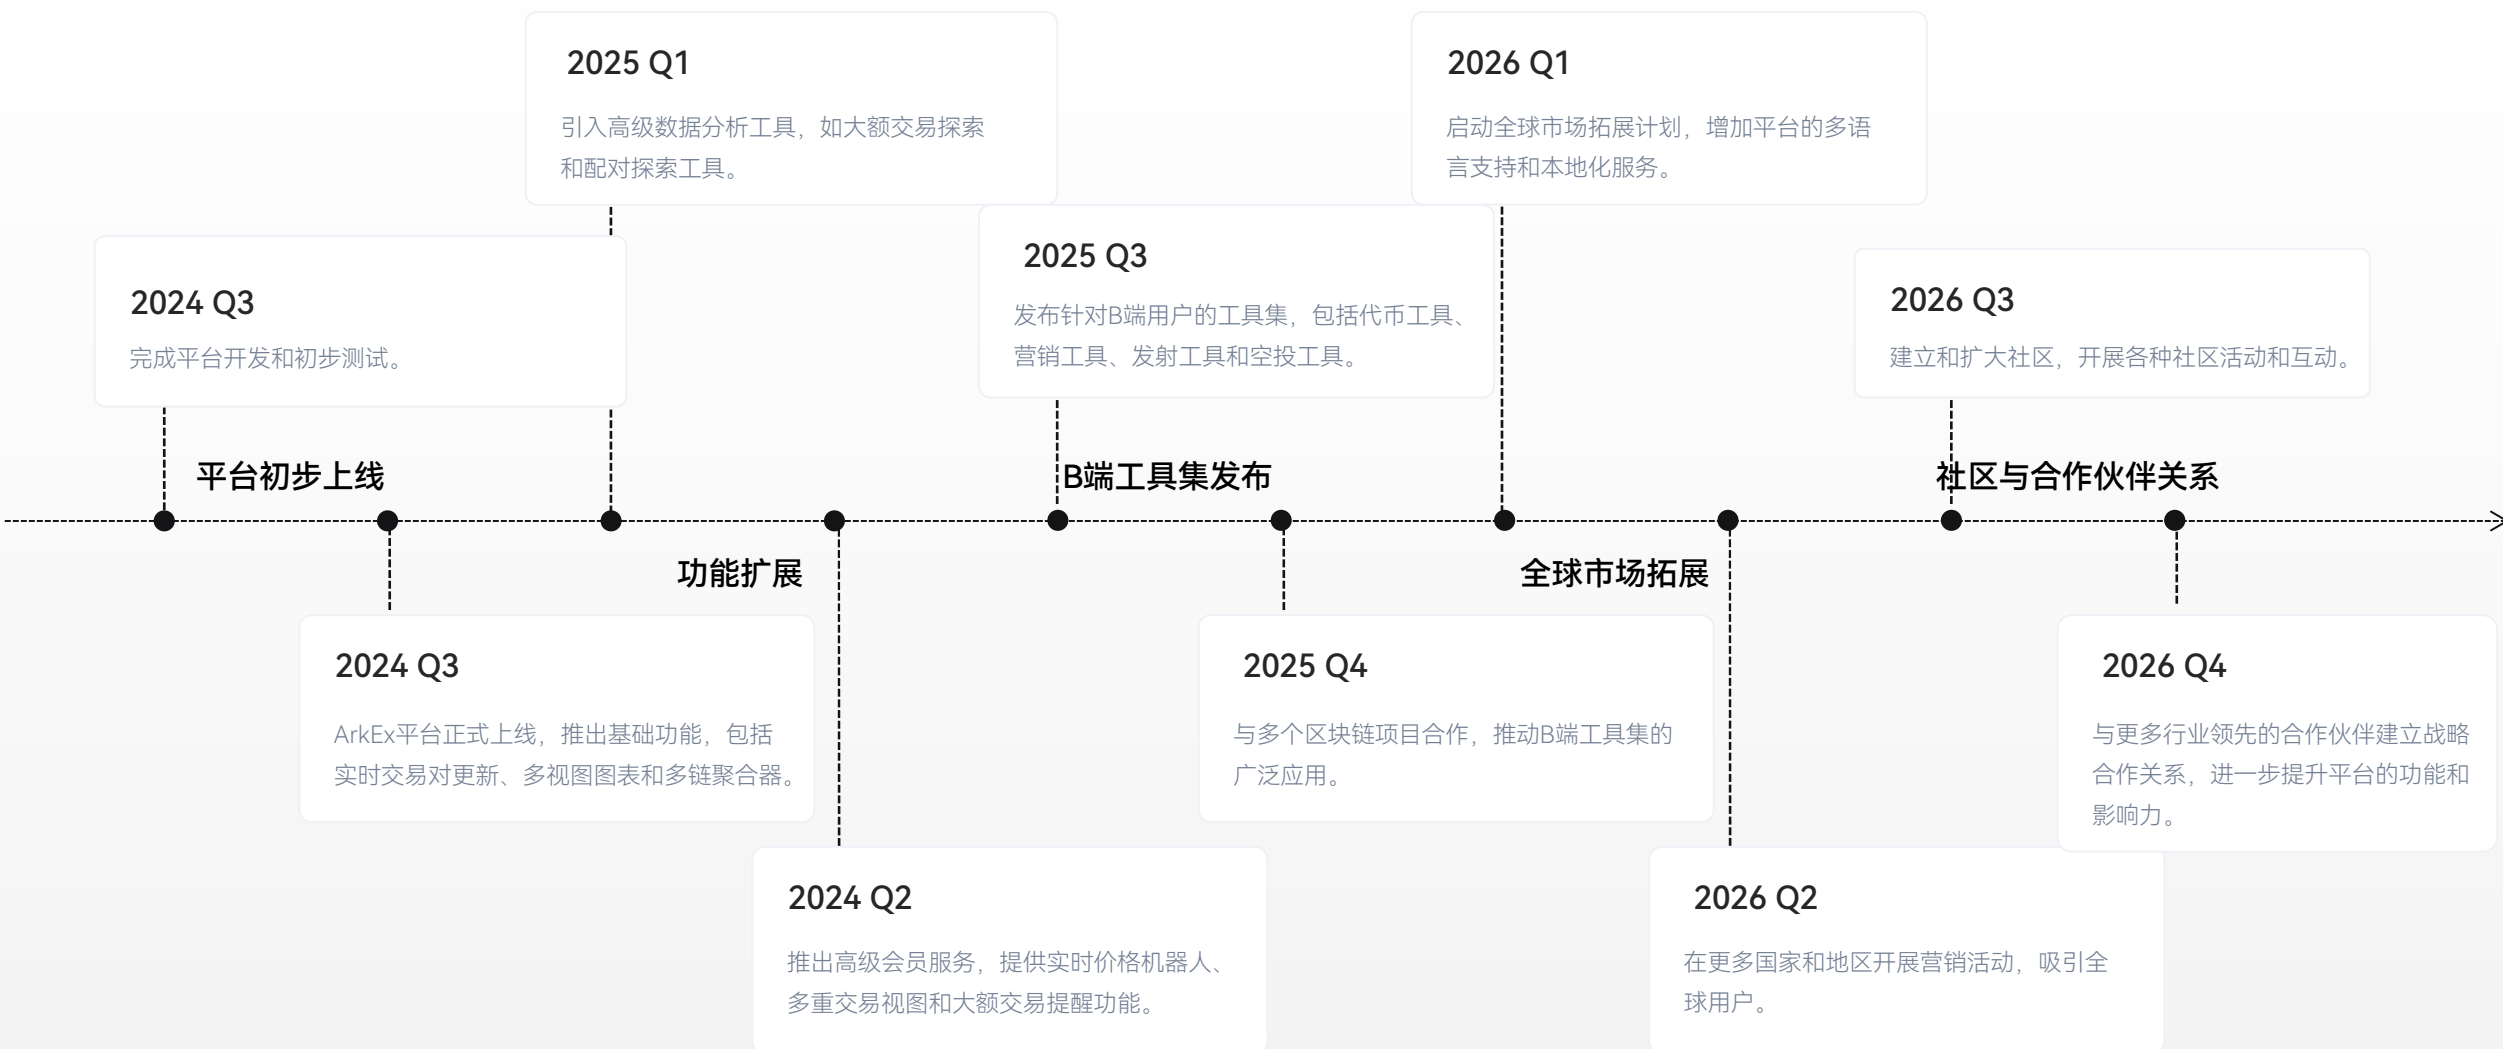 2025 Q1
引入高级数据分析工具，如大额交易探索
和配对探索工具。
2026 Q1
启动全球市场拓展计划，增加平台的多语
言支持和本地化服务。
2024 Q3
完成平台开发和初步测试。
2025 Q3
发布针对B端用户的工具集，包括代币工具、
营销工具、发射工具和空投工具。
2026 Q3
建立和扩大社区，开展各种社区活动和互动。
平台初步上线
B端工具集发布
社区与合作伙伴关系
功能扩展
全球市场拓展
2024 Q3
ArkEx平台正式上线，推出基础功能，包括
实时交易对更新、多视图图表和多链聚合器。
2025 Q4
与多个区块链项目合作，推动B端工具集的
广泛应用。
2026 Q4
与更多行业领先的合作伙伴建立战略
合作关系，进一步提升平台的功能和
影响力。
2024 Q2
推出高级会员服务，提供实时价格机器人、
多重交易视图和大额交易提醒功能。
2026 Q2
在更多国家和地区开展营销活动，吸引全
球用户。